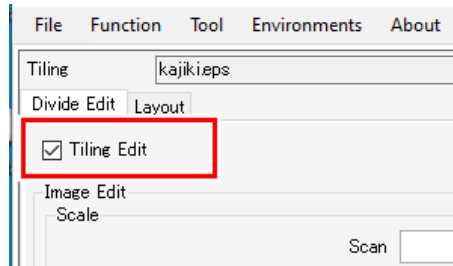 File Function Tool Environments About
Tiling kajiki.eps
Divide Edit Layout
Tiling Edit
Image Edit
Scale
Scan